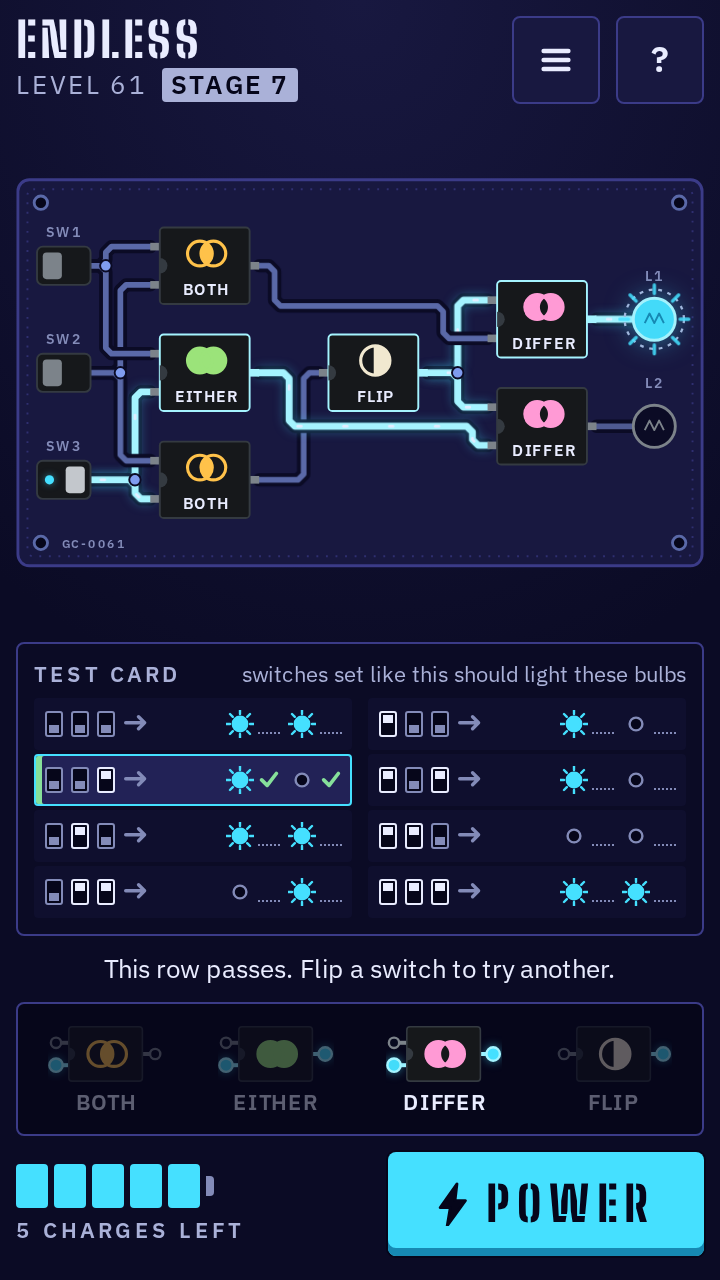 ENDLESS
LEVEL 61 STAGE 7
?
SW1
BOTH
L1
DIFFER
SW2
EITHER
FLIP
L2
DIFFER
SW3
BOTH
GC-0061
TEST CARD switches set like this should light these bulbs
This row passes. Flip a switch to try another.
BOTH EITHER DIFFER FLIP
POWER
5 CHARGES LEFT